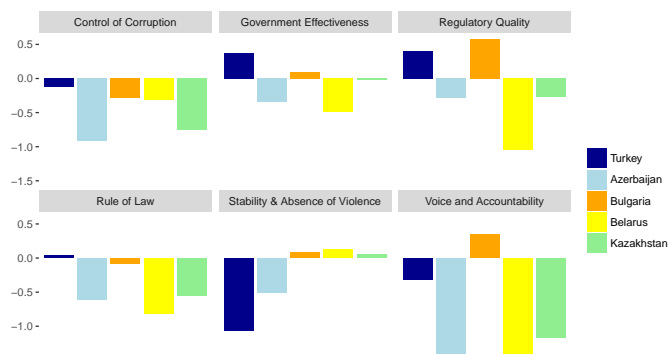 Control of Corruption
Government Effectiveness
Regulatory Quality
0.5
0.0
−0.5
−1.0
−1.5
Rule of Law
Stability & Absence of Violence
Voice and Accountability
0.5
0.0
−0.5
−1.0
Turkey
Azerbaijan
Bulgaria
Belarus
Kazakhstan